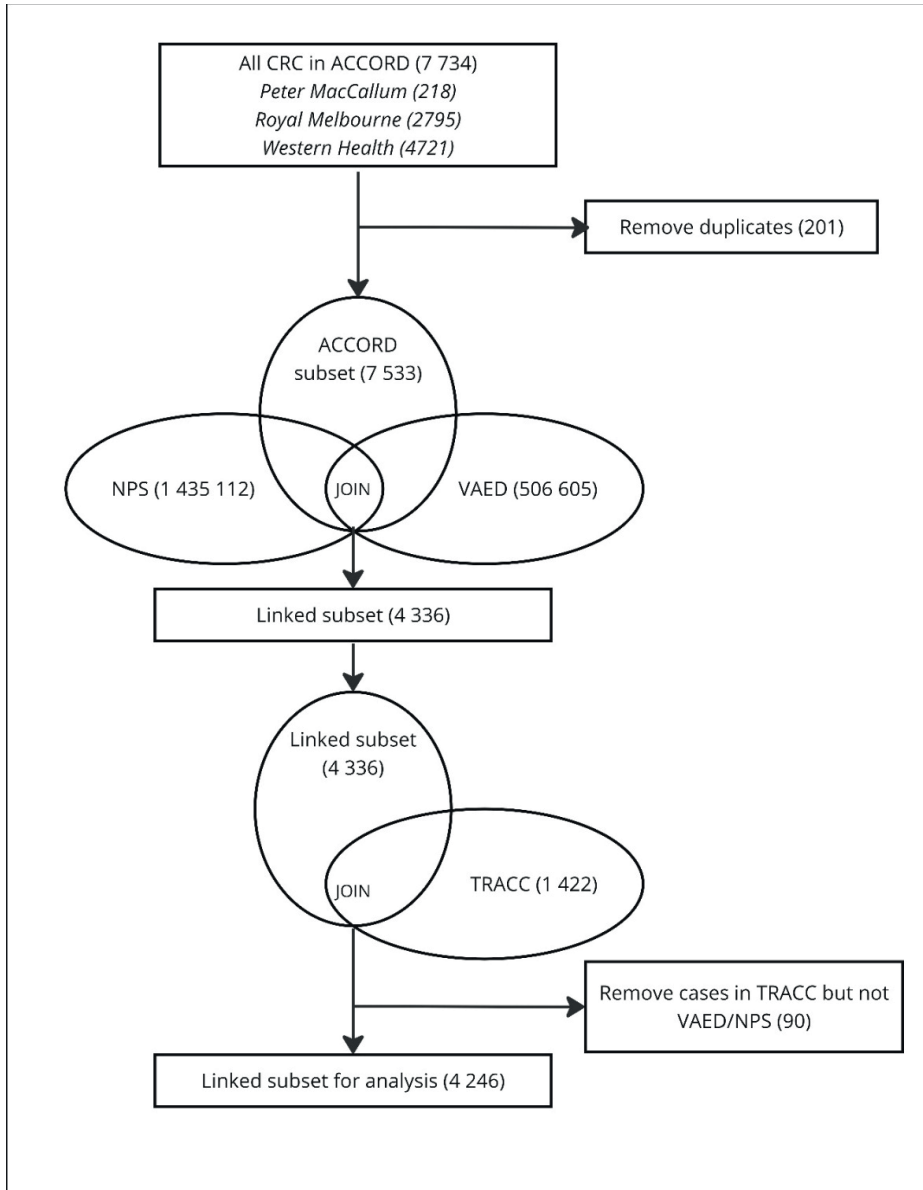 All CRC in ACCORD (7 734)
Peter MacCallum (218)
Royal Melbourne (2795)
Western Health (4721)
Remove duplicates (201)
ACCORD
subset (7 533)
NPS (1 435 112)
JOIN
VAED (506 605)
Linked subset (4 336)
Linked subset
(4 336)
JOIN
TRACC (1 422)
Remove cases in TRACC but not
VAED/NPS (90)
Linked subset for analysis (4 246)